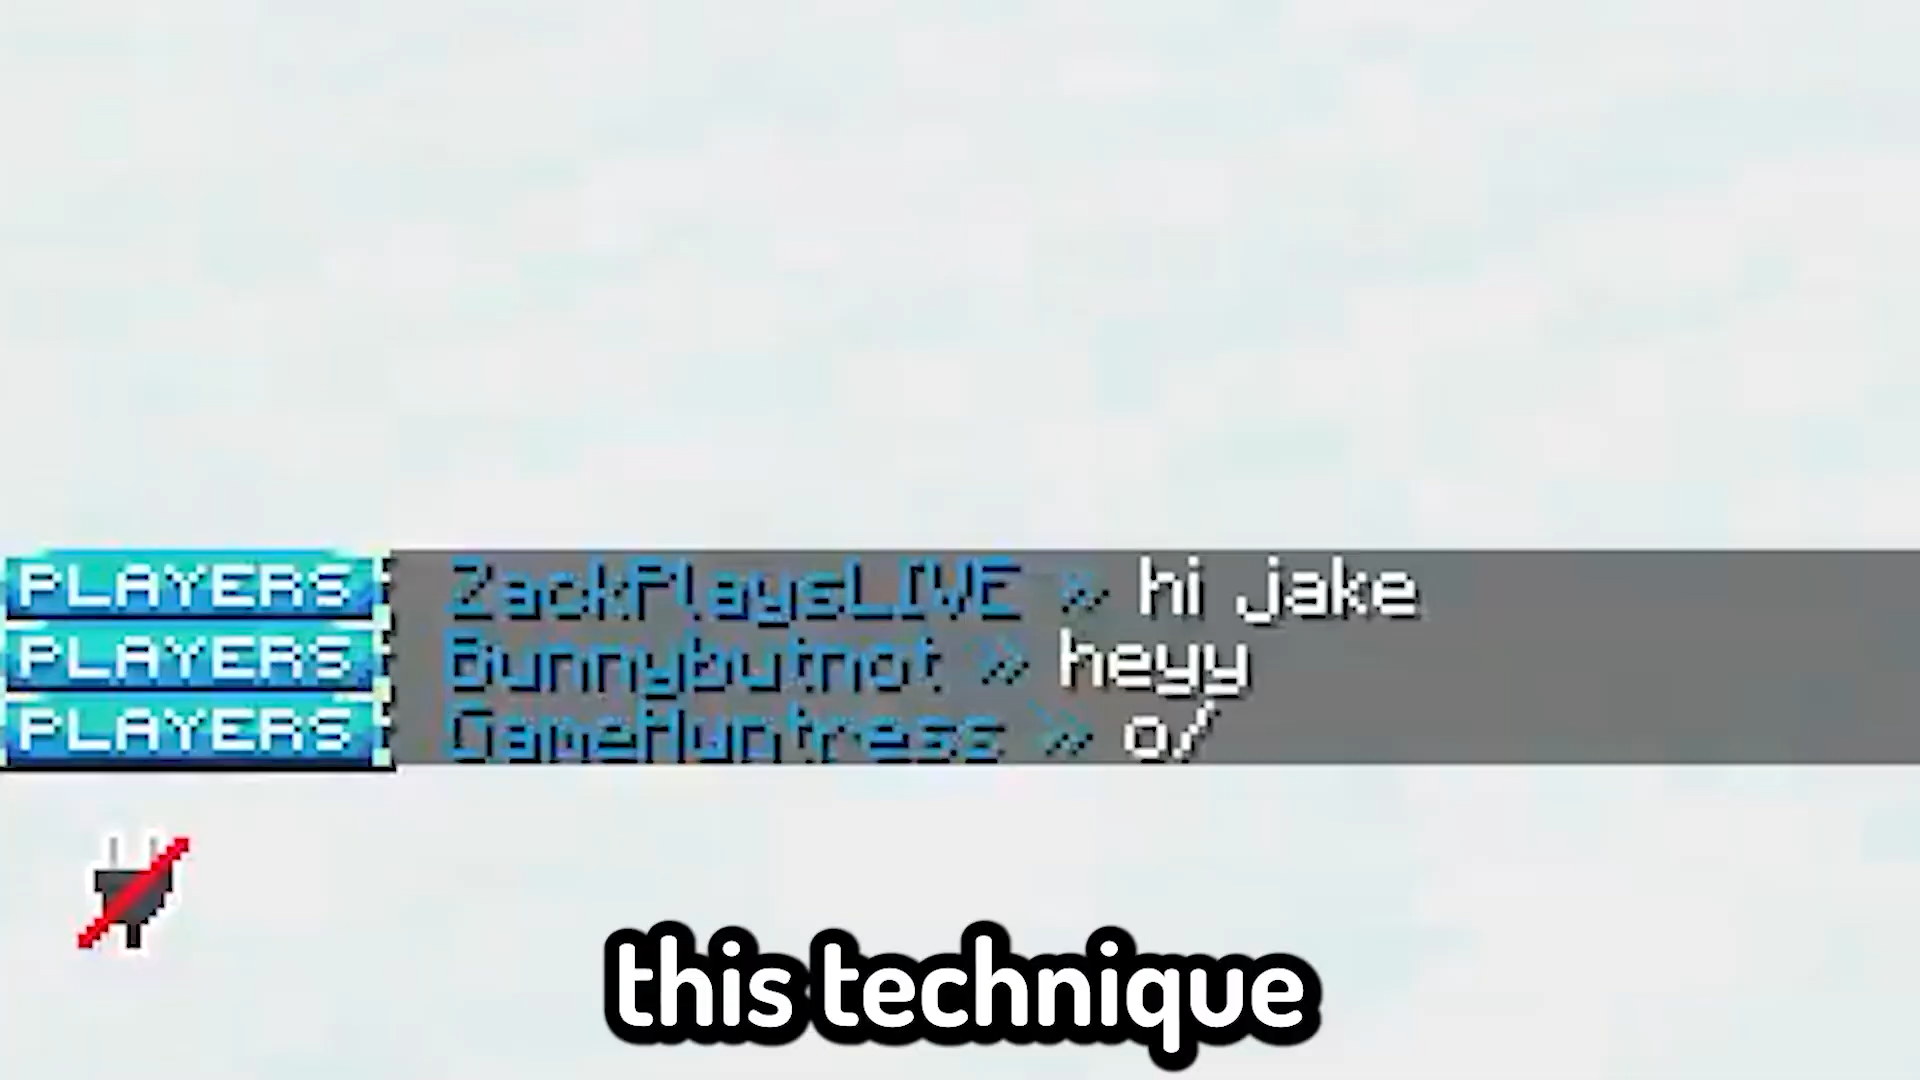 PLAYERS ZackPlaysLIVE » hi jake
PLAYERS Bunnybutnot » heyy
PLAYERS GameHuntress » o/
this technique